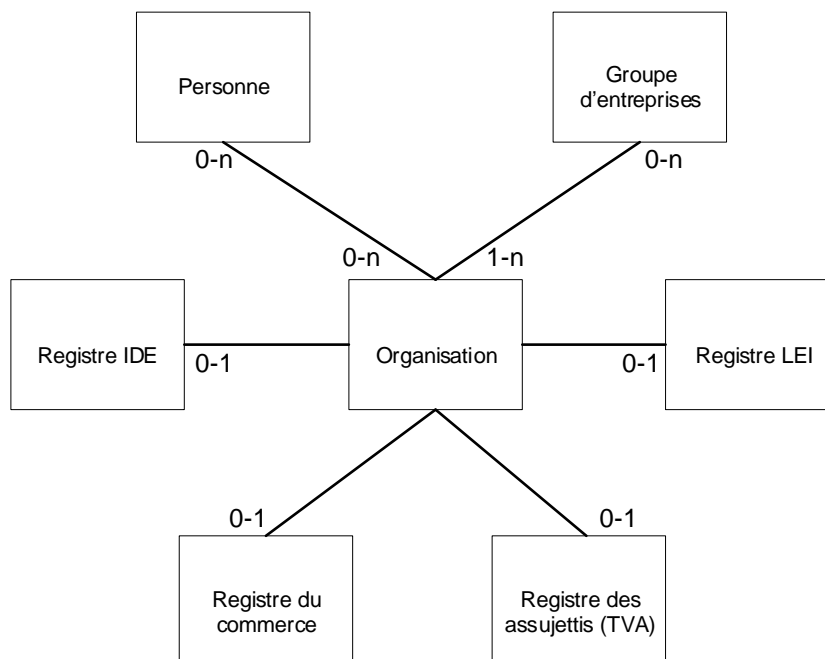 Personne
Groupe
d'entreprises
0-n
0-n
0-n
1-n
Registre IDE
0-1
Organisation
0-1
Registre LEI
0-1
0-1
Registre du
commerce
Registre des
assujettis (TVA)